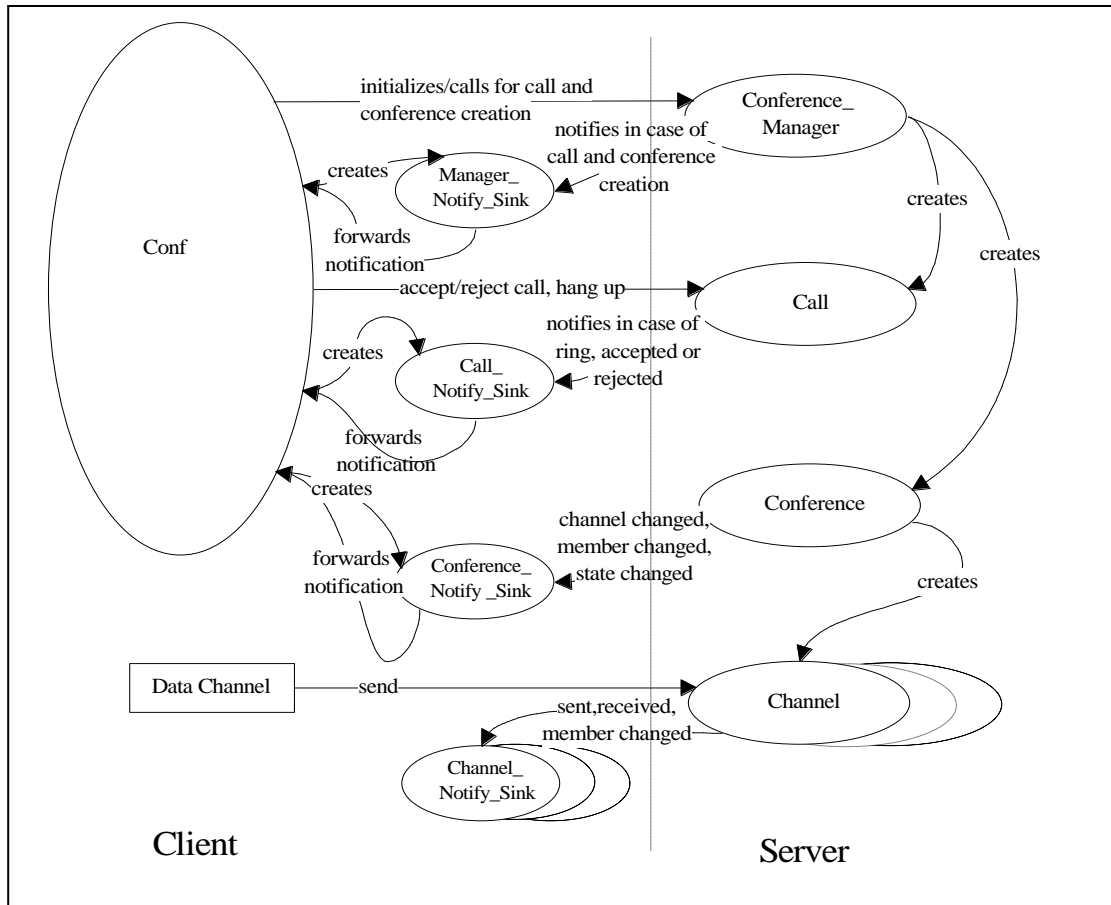 initializes/calls for call and
conference creation
Conference_
Manager
notifies in case of
call and conference
creation
creates
Manager_
Notify_Sink
creates
creates
Conf
forwards
notification
accept/reject call, hang up
Call
notifies in case of
ring, accepted or
rejected
creates
Call_
Notify_Sink
forwards
notification
creates
Conference
channel changed,
member changed,
state changed
forwards
notification
Conference_
Notify _Sink
creates
Data Channel
send
Channel
sent,received,
member changed
Channel_
Notify_Sink
Client
Server